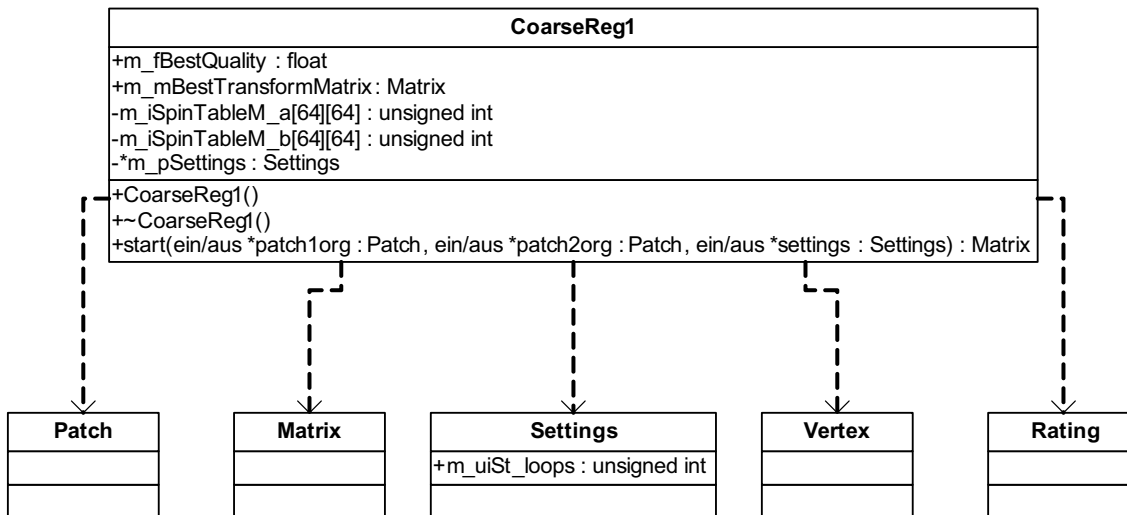 CoarseReg1
+m_fBestQuality : float
+m_mBestTransformMatrix : Matrix
-m_iSpinTableM_a[64][64] : unsigned int
-m_iSpinTableM_b[64][64] : unsigned int
-*m_pSettings : Settings
+CoarseReg1()
+~CoarseReg1()
+start(ein/aus *patch1org : Patch, ein/aus *patch2org : Patch, ein/aus *settings : Settings) : Matrix
Patch
Matrix
Settings
+m_uiSt_loops : unsigned int
Vertex
Rating